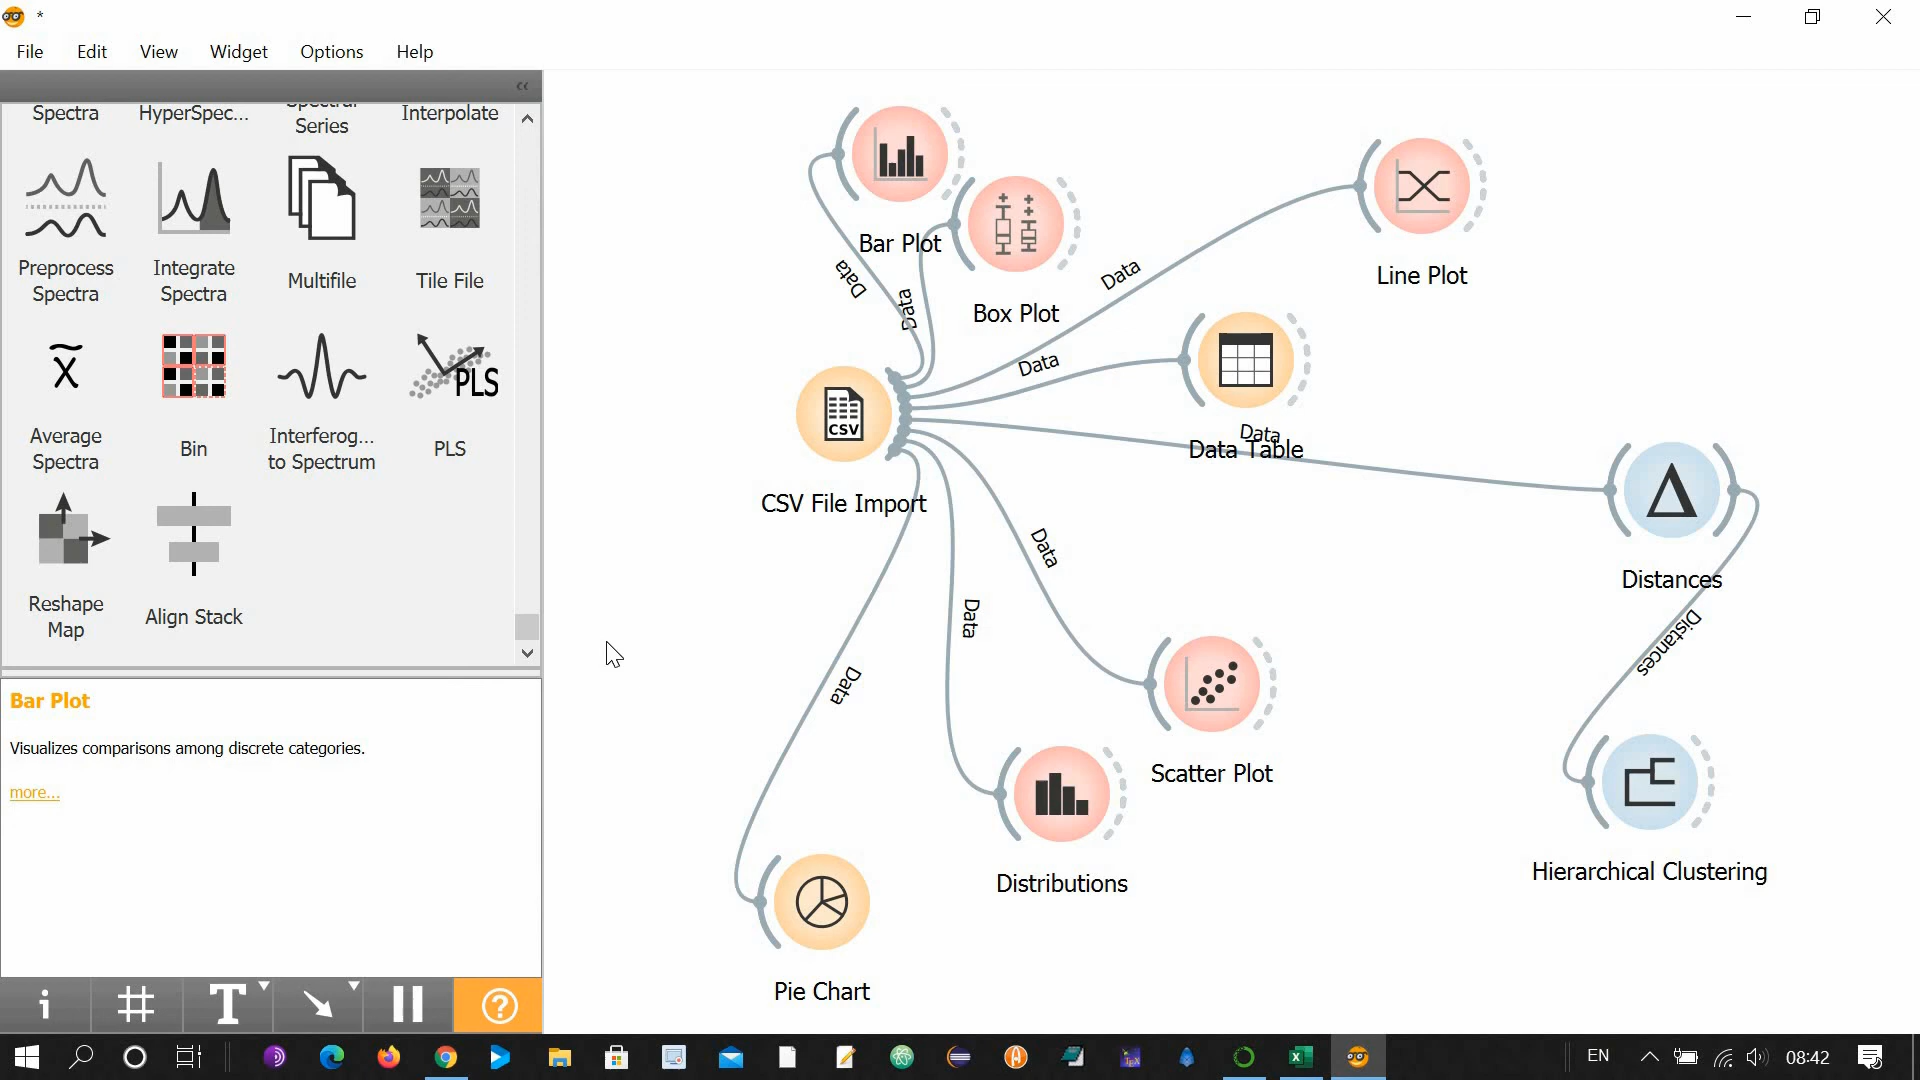 *
File Edit View Widget Options Help
Spectra HyperSpec... Spectral Series Interpolate
Preprocess Spectra
Integrate Spectra
Multifile
Tile File
x
PLS
Average Spectra
Bin
Interferog... to Spectrum
PLS
Reshape Map
Align Stack
Bar Plot
Visualizes comparisons among discrete categories.
more...
i
T
?
Bar Plot
Box Plot
Line Plot
Data
Data
Data
Data
Data
Data Table
CSV
CSV File Import
Data
Data
Data
Distances
Distances
Scatter Plot
Distributions
Hierarchical Clustering
Pie Chart
EN
08:42